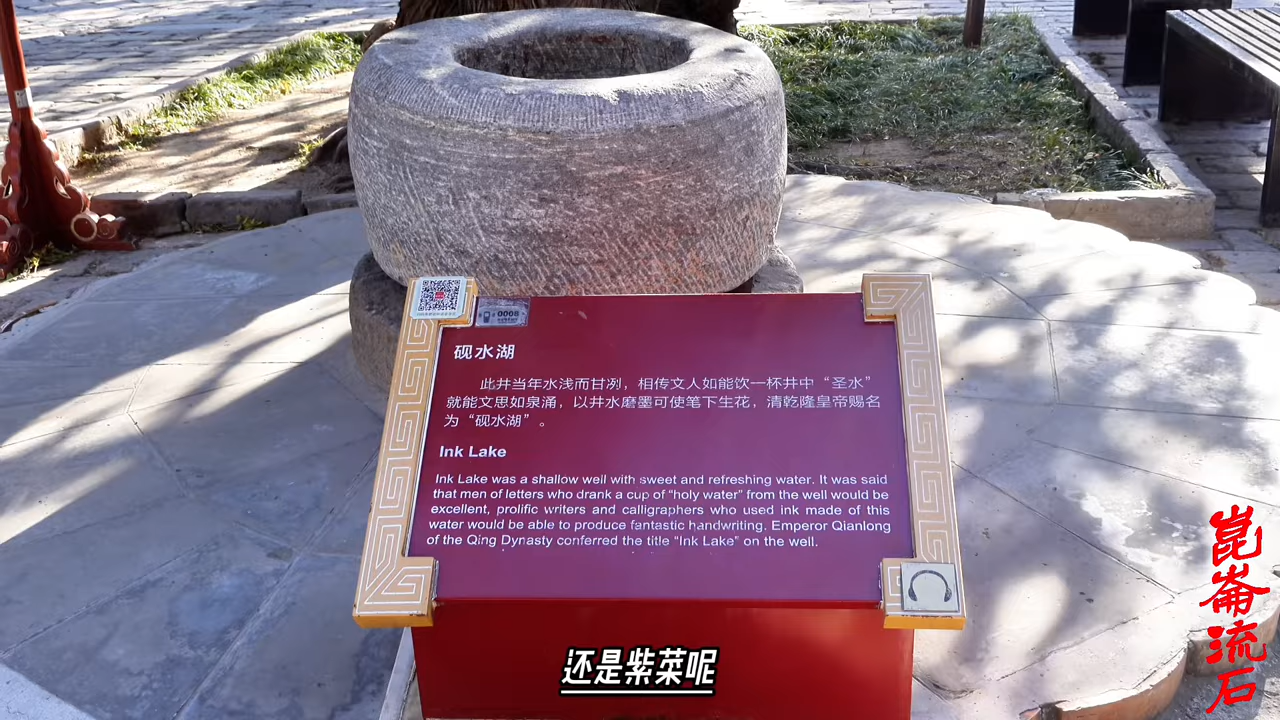 0008
砚水湖
此井当年水浅而甘冽，相传文人如能饮一杯井中“圣水”
就能文思如泉涌，以井水磨墨可使笔下生花，清乾隆皇帝赐名
为“砚水湖”。
Ink Lake
Ink Lake was a shallow well with sweet and refreshing water. It was said
that men of letters who drank a cup of “holy water” from the well would be
excellent, prolific writers and calligraphers who used ink made of this
water would be able to produce fantastic handwriting. Emperor Qianlong
of the Qing Dynasty conferred the title “Ink Lake” on the well.
还是紫菜呢
崑崙流石